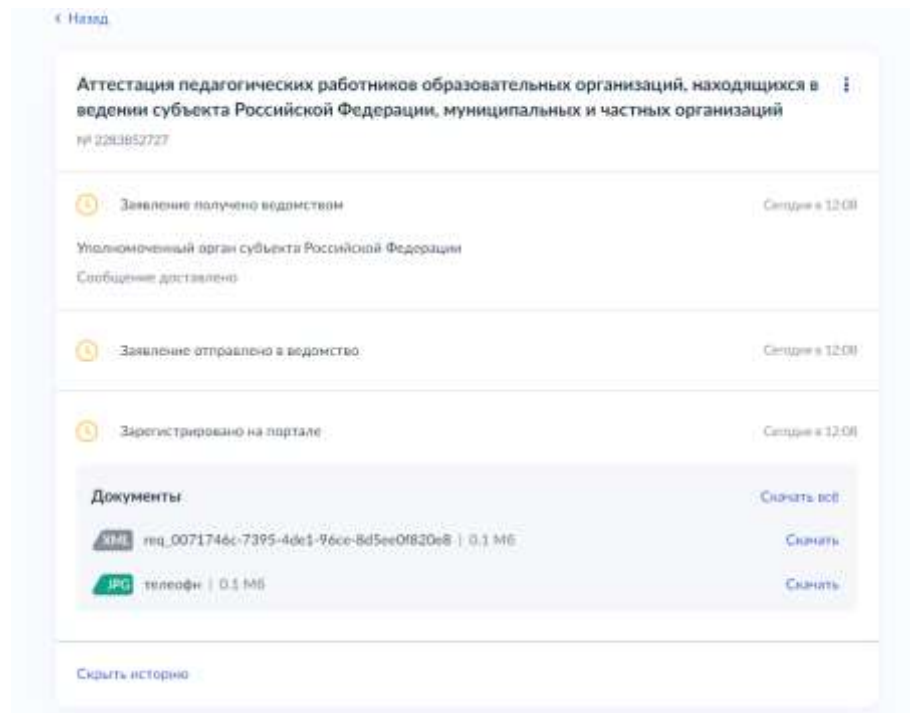 Назад
Аттестация педагогических работников образовательных организаций, находящихся в
ведении субъекта Российской Федерации, муниципальных и частных организаций
№ 2283852727
Заявление получено ведомством
Сегодня в 12:08
Уполномоченный орган субъекта Российской Федерации
Сообщение доставлено
Заявление отправлено в ведомство
Сегодня в 12:08
Зарегистрировано на портале
Сегодня в 12:08
Документы
Скачать всё
XML req_0071746c-7395-4de1-96ce-8d5ee0f820e8 | 0.1 Мб
Скачать
JPG телеофн | 0.1 Мб
Скачать
Скрыть историю